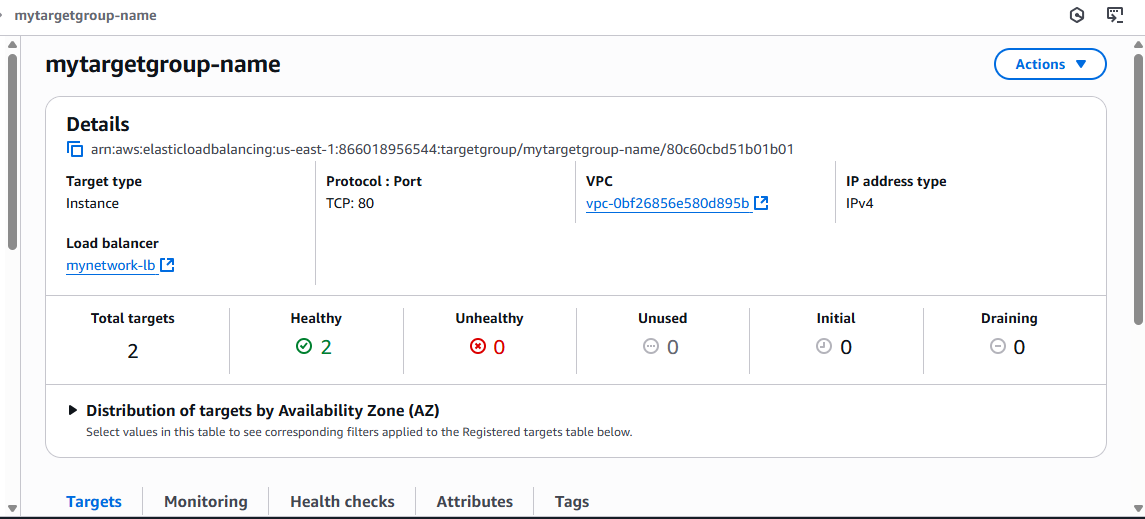 mytargetgroup-name
mytargetgroup-name
Actions
Details
arn:aws:elasticloadbalancing:us-east-1:866018956544:targetgroup/mytargetgroup-name/80c60cbd51b01b01
Target type
Instance
Protocol : Port
TCP: 80
VPC
vpc-0bf26856e580d895b
IP address type
IPv4
Load balancer
mynetwork-lb
Total targets
2
Healthy
2
Unhealthy
0
Unused
0
Initial
0
Draining
0
Distribution of targets by Availability Zone (AZ)
Select values in this table to see corresponding filters applied to the Registered targets table below.
Targets
Monitoring
Health checks
Attributes
Tags